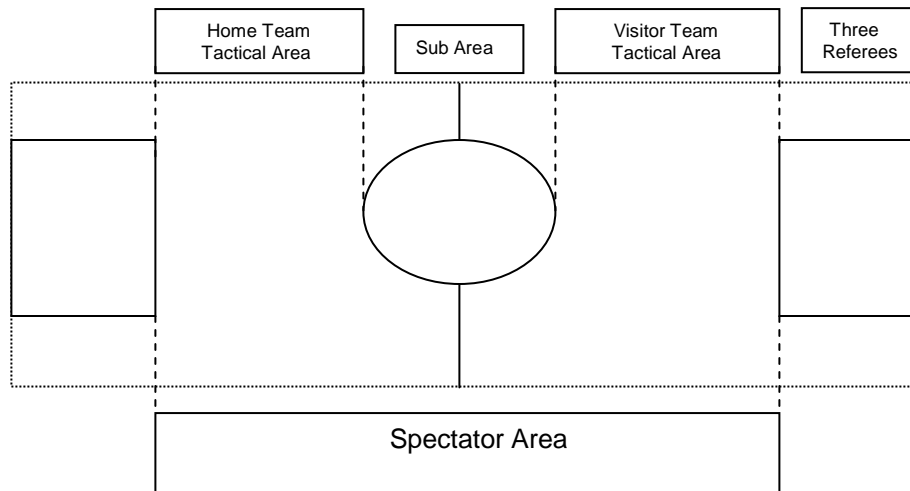 Home Team
Tactical Area
Sub Area
Visitor Team
Tactical Area
Three
Referees
Spectator Area